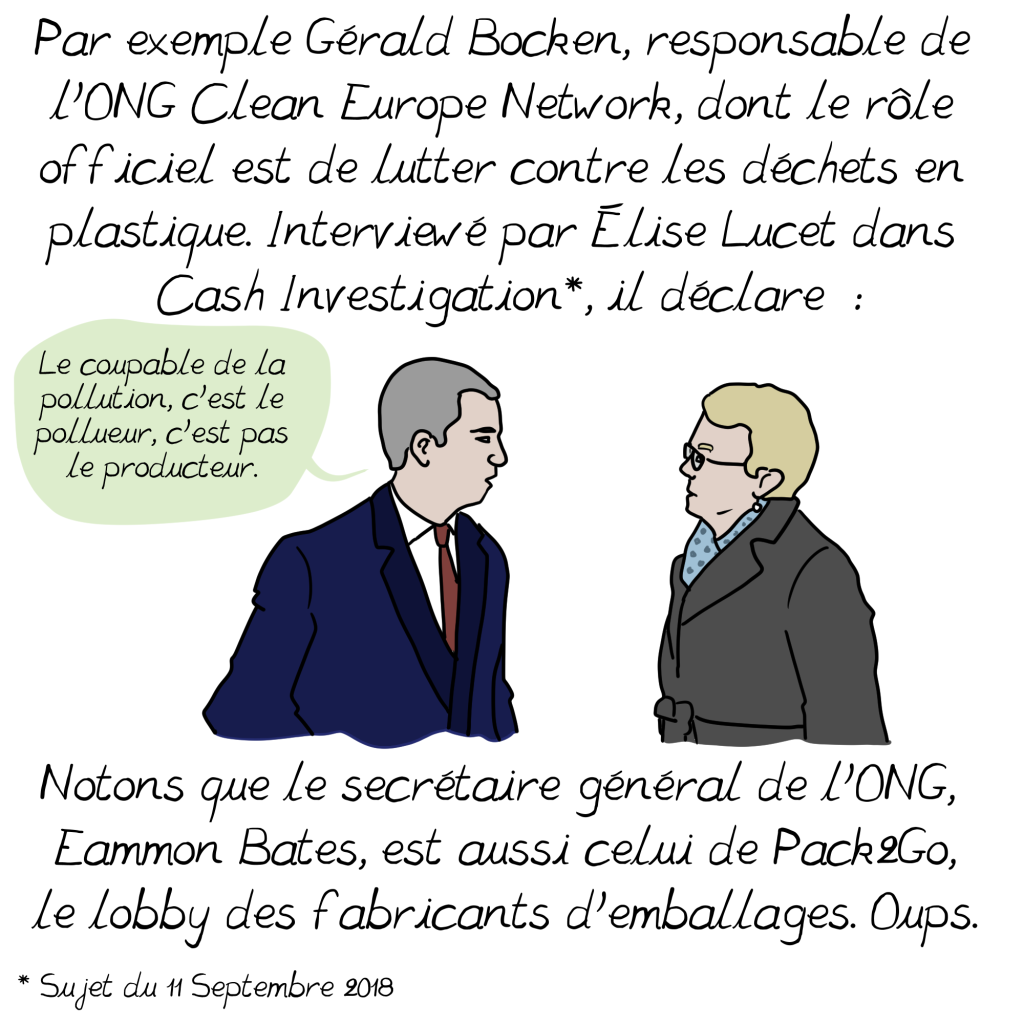 Par exemple Gérald Bocken, responsable de
l'ONG Clean Europe Network, dont le rôle
officiel est de lutter contre les déchets en
plastique. Interviewé par Élise Lucet dans
Cash Investigation*, il déclare :
Le coupable de la
pollution, c'est le
pollueur, c'est pas
le producteur.
Notons que le secrétaire général de l'ONG,
Eammon Bates, est aussi celui de Pack2Go,
le lobby des fabricants d'emballages. Oups.
* Sujet du 11 Septembre 2018